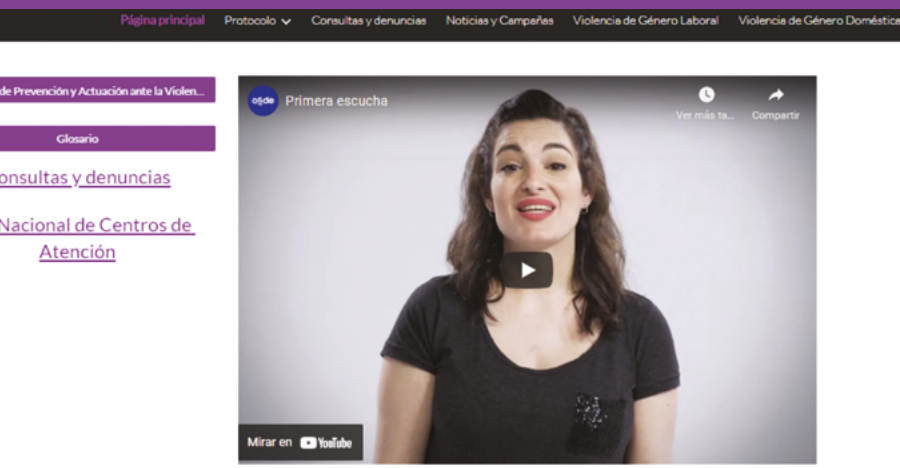 Página principal Protocolo Consultas y denuncias Noticias y Campañas Violencia de Género Laboral Violencia de Género Doméstica
de Prevención y Actuación ante la Violen...
Glosario
onsultas y denuncias
Nacional de Centros de
Atención
Primera escucha
Ver más ta...
Compartir
Mirar en YouTube